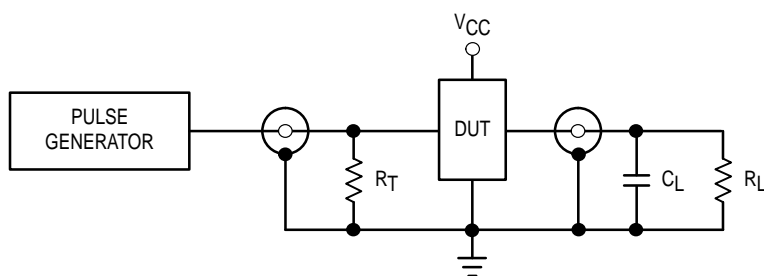 VCC
PULSE
GENERATOR
DUT
RT
CL
RL